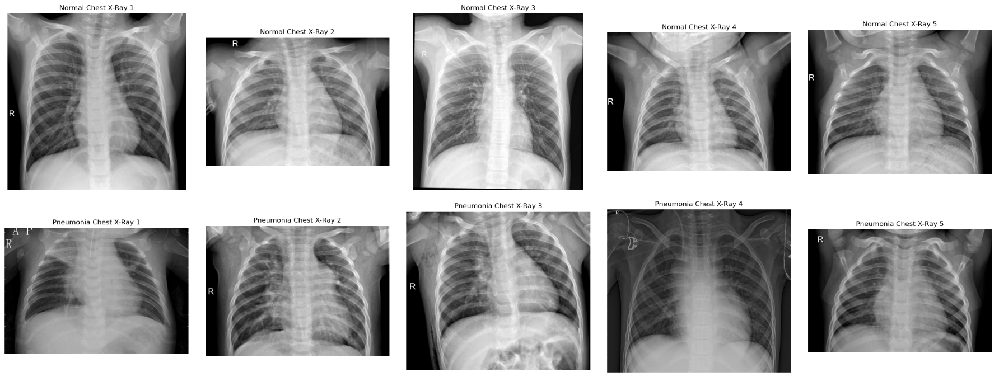 Normal Chest X-Ray 1
R
Normal Chest X-Ray 2
R
Normal Chest X-Ray 3
R
Normal Chest X-Ray 4
R
Normal Chest X-Ray 5
R
Pneumonia Chest X-Ray 1
A-P
R
Pneumonia Chest X-Ray 2
R
Pneumonia Chest X-Ray 3
R
Pneumonia Chest X-Ray 4
R
Pneumonia Chest X-Ray 5
R